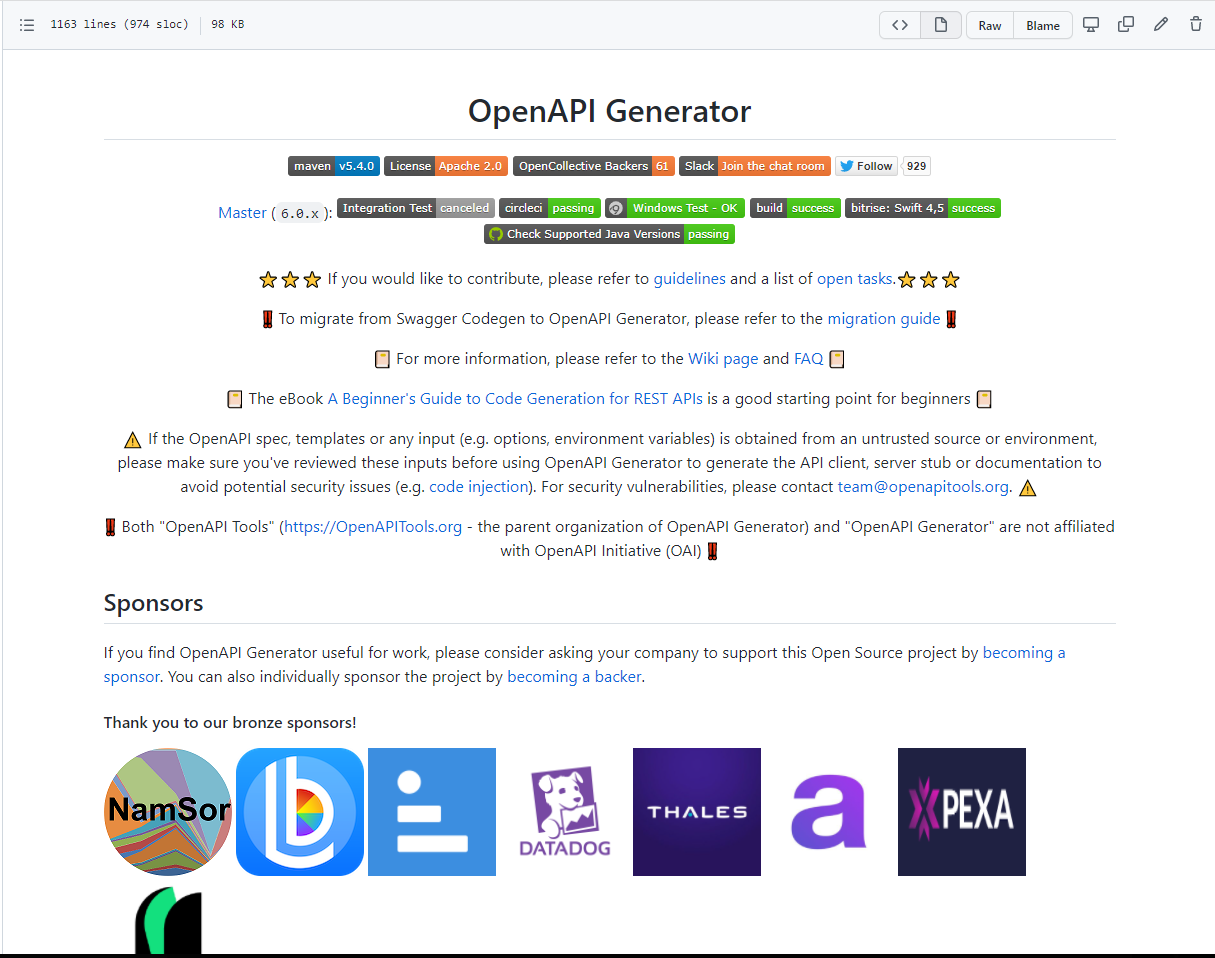 1163 lines (974 sloc) 98 KB
Raw Blame
OpenAPI Generator
maven v5.4.0 License Apache 2.0 OpenCollective Backers 61 Slack Join the chat room Follow 929
Master ( 6.0.x ): Integration Test canceled circleci passing Windows Test - OK build success bitrise: Swift 4,5 success
Check Supported Java Versions passing
⭐ ⭐ ⭐ If you would like to contribute, please refer to guidelines and a list of open tasks.⭐ ⭐ ⭐
‼ To migrate from Swagger Codegen to OpenAPI Generator, please refer to the migration guide ‼
📔 For more information, please refer to the Wiki page and FAQ 📔
📔 The eBook A Beginner's Guide to Code Generation for REST APIs is a good starting point for beginners 📔
⚠ If the OpenAPI spec, templates or any input (e.g. options, environment variables) is obtained from an untrusted source or environment,
please make sure you've reviewed these inputs before using OpenAPI Generator to generate the API client, server stub or documentation to
avoid potential security issues (e.g. code injection). For security vulnerabilities, please contact team@openapitools.org. ⚠
‼ Both "OpenAPI Tools" (https://OpenAPITools.org - the parent organization of OpenAPI Generator) and "OpenAPI Generator" are not affiliated
with OpenAPI Initiative (OAI) ‼
Sponsors
If you find OpenAPI Generator useful for work, please consider asking your company to support this Open Source project by becoming a
sponsor. You can also individually sponsor the project by becoming a backer.
Thank you to our bronze sponsors!
NamSor b DATADOG THALES a PEXA